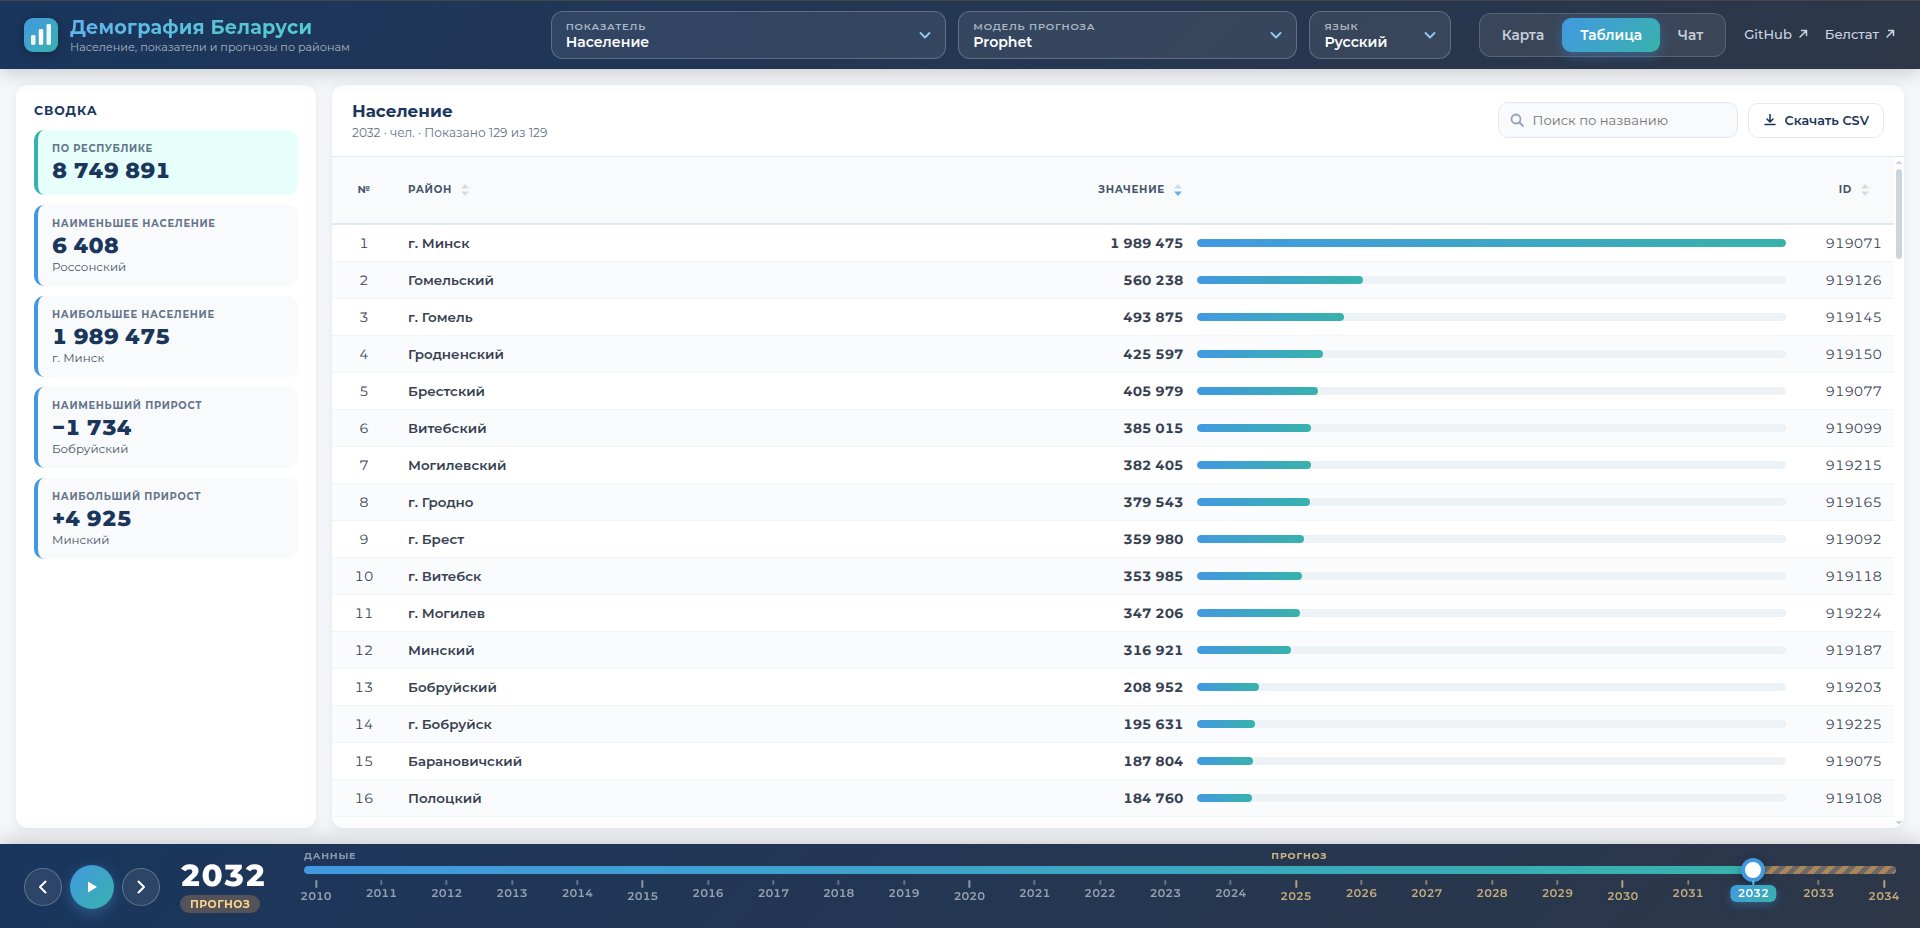 Демография Беларуси
Население, показатели и прогнозы по районам
ПОКАЗАТЕЛЬ
Население
МОДЕЛЬ ПРОГНОЗА
Prophet
ЯЗЫК
Русский
Карта
Таблица
Чат
GitHub ↗
Белстат ↗
СВОДКА
ПО РЕСПУБЛИКЕ
8 749 891
НАИМЕНЬШЕЕ НАСЕЛЕНИЕ
6 408
Россонский
НАИБОЛЬШЕЕ НАСЕЛЕНИЕ
1 989 475
г. Минск
НАИМЕНЬШИЙ ПРИРОСТ
−1 734
Бобруйский
НАИБОЛЬШИЙ ПРИРОСТ
+4 925
Минский
Население
2032 · чел. · Показано 129 из 129
Поиск по названию
Скачать CSV
№ РАЙОН ЗНАЧЕНИЕ ID
1 г. Минск 1 989 475 919071
2 Гомельский 560 238 919126
3 г. Гомель 493 875 919145
4 Гродненский 425 597 919150
5 Брестский 405 979 919077
6 Витебский 385 015 919099
7 Могилевский 382 405 919215
8 г. Гродно 379 543 919165
9 г. Брест 359 980 919092
10 г. Витебск 353 985 919118
11 г. Могилев 347 206 919224
12 Минский 316 921 919187
13 Бобруйский 208 952 919203
14 г. Бобруйск 195 631 919225
15 Барановичский 187 804 919075
16 Полоцкий 184 760 919108
2032
ПРОГНОЗ
ДАННЫЕ ПРОГНОЗ
2010 2011 2012 2013 2014 2015 2016 2017 2018 2019 2020 2021 2022 2023 2024 2025 2026 2027 2028 2029 2030 2031 2032 2033 2034